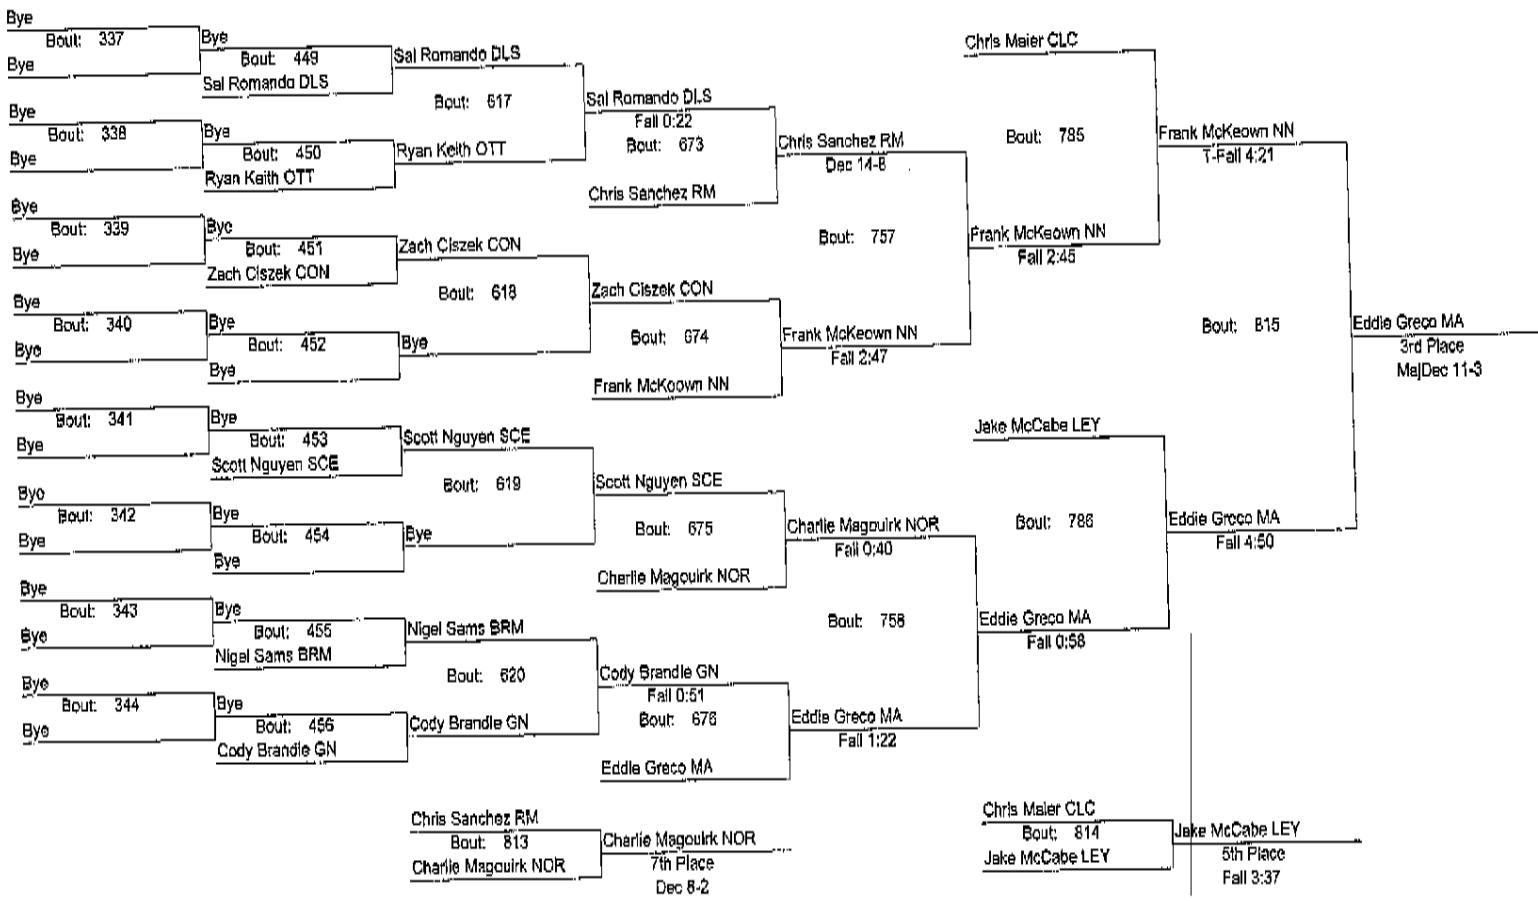 Bye
Bout: 337
Bye
Bye
Bout: 449
Sal Romando DLS
Sal Romando DLS
Bye
Bout: 338
Bye
Bye
Bout: 450
Ryan Keith OTT
Ryan Keith OTT
Bout: 617
Sal Romando DLS
Fall 0:22
Bout: 673
Chris Sanchez RM
Chris Sanchez RM
Dec 14-8
Bye
Bout: 339
Bye
Bye
Bout: 451
Zach Ciszek CON
Zach Ciszek CON
Bye
Bout: 340
Bye
Bye
Bout: 452
Bye
Bye
Bout: 618
Zach Ciszek CON
Bout: 674
Frank McKeown NN
Frank McKeown NN
Fall 2:47
Bout: 757
Frank McKeown NN
Fall 2:45
Chris Maier CLC
Bout: 785
Frank McKeown NN
T-Fall 4:21
Bye
Bout: 341
Bye
Bye
Bout: 453
Scott Nguyen SCE
Scott Nguyen SCE
Bye
Bout: 342
Bye
Bye
Bout: 454
Bye
Bye
Bout: 619
Scott Nguyen SCE
Bout: 675
Charlie Magouirk NOR
Charlie Magouirk NOR
Fall 0:40
Bye
Bout: 343
Bye
Bye
Bout: 455
Nigel Sams BRM
Nigel Sams BRM
Bye
Bout: 344
Bye
Bye
Bout: 456
Cody Brandle GN
Cody Brandle GN
Bout: 620
Cody Brandle GN
Fall 0:51
Bout: 676
Eddie Greco MA
Eddie Greco MA
Fall 1:22
Bout: 758
Eddie Greco MA
Fall 0:58
Jake McCabe LEY
Bout: 786
Eddie Greco MA
Fall 4:50
Bout: 815
Eddie Greco MA
3rd Place
MajDec 11-3
Chris Sanchez RM
Bout: 813
Charlie Magouirk NOR
Charlie Magouirk NOR
7th Place
Dec 8-2
Chris Maier CLC
Bout: 814
Jake McCabe LEY
Jake McCabe LEY
5th Place
Fall 3:37